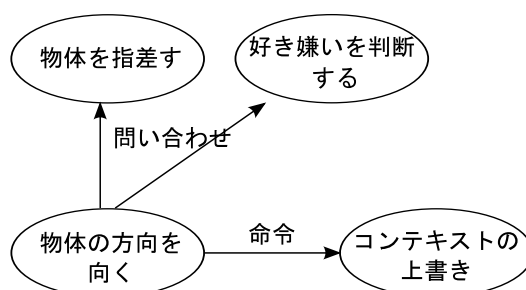 物体を指差す
好き嫌いを判断
する
問い合わせ
物体の方向を
向く
命令
コンテキストの
上書き